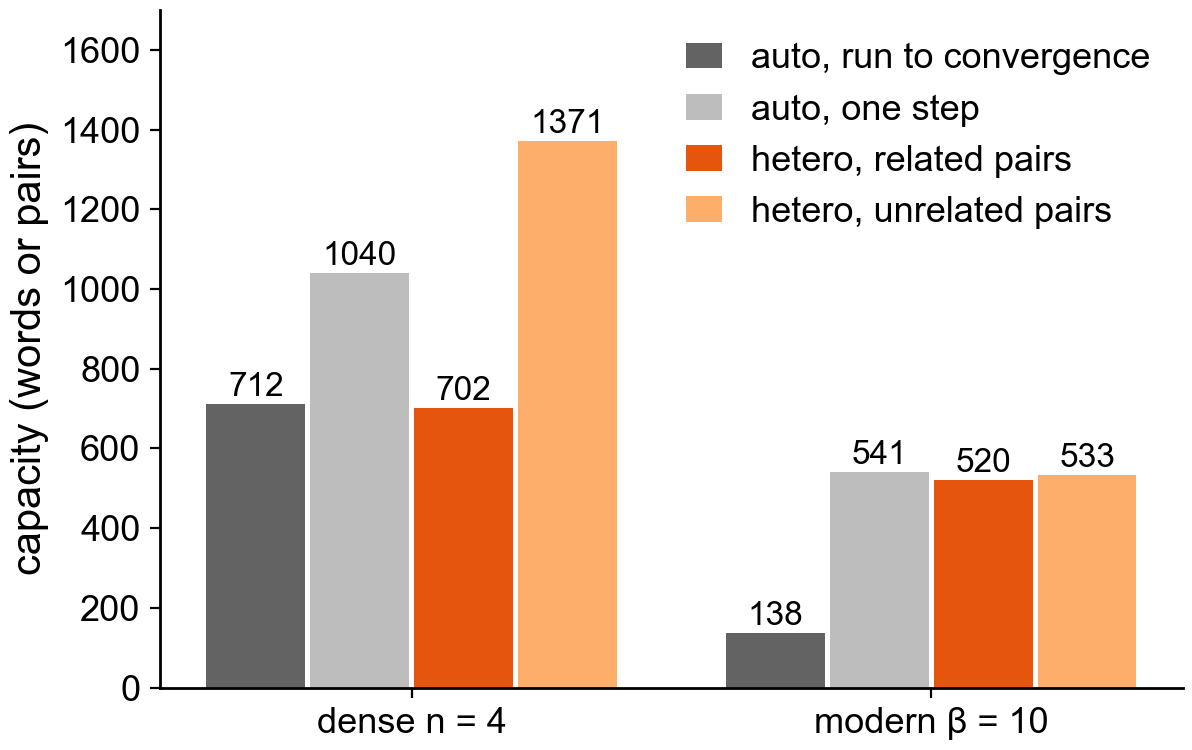 capacity (words or pairs)
1600
1400
1200
1000
800
600
400
200
0
auto, run to convergence
auto, one step
hetero, related pairs
hetero, unrelated pairs
712
1040
702
1371
138
541
520
533
dense n = 4
modern β = 10